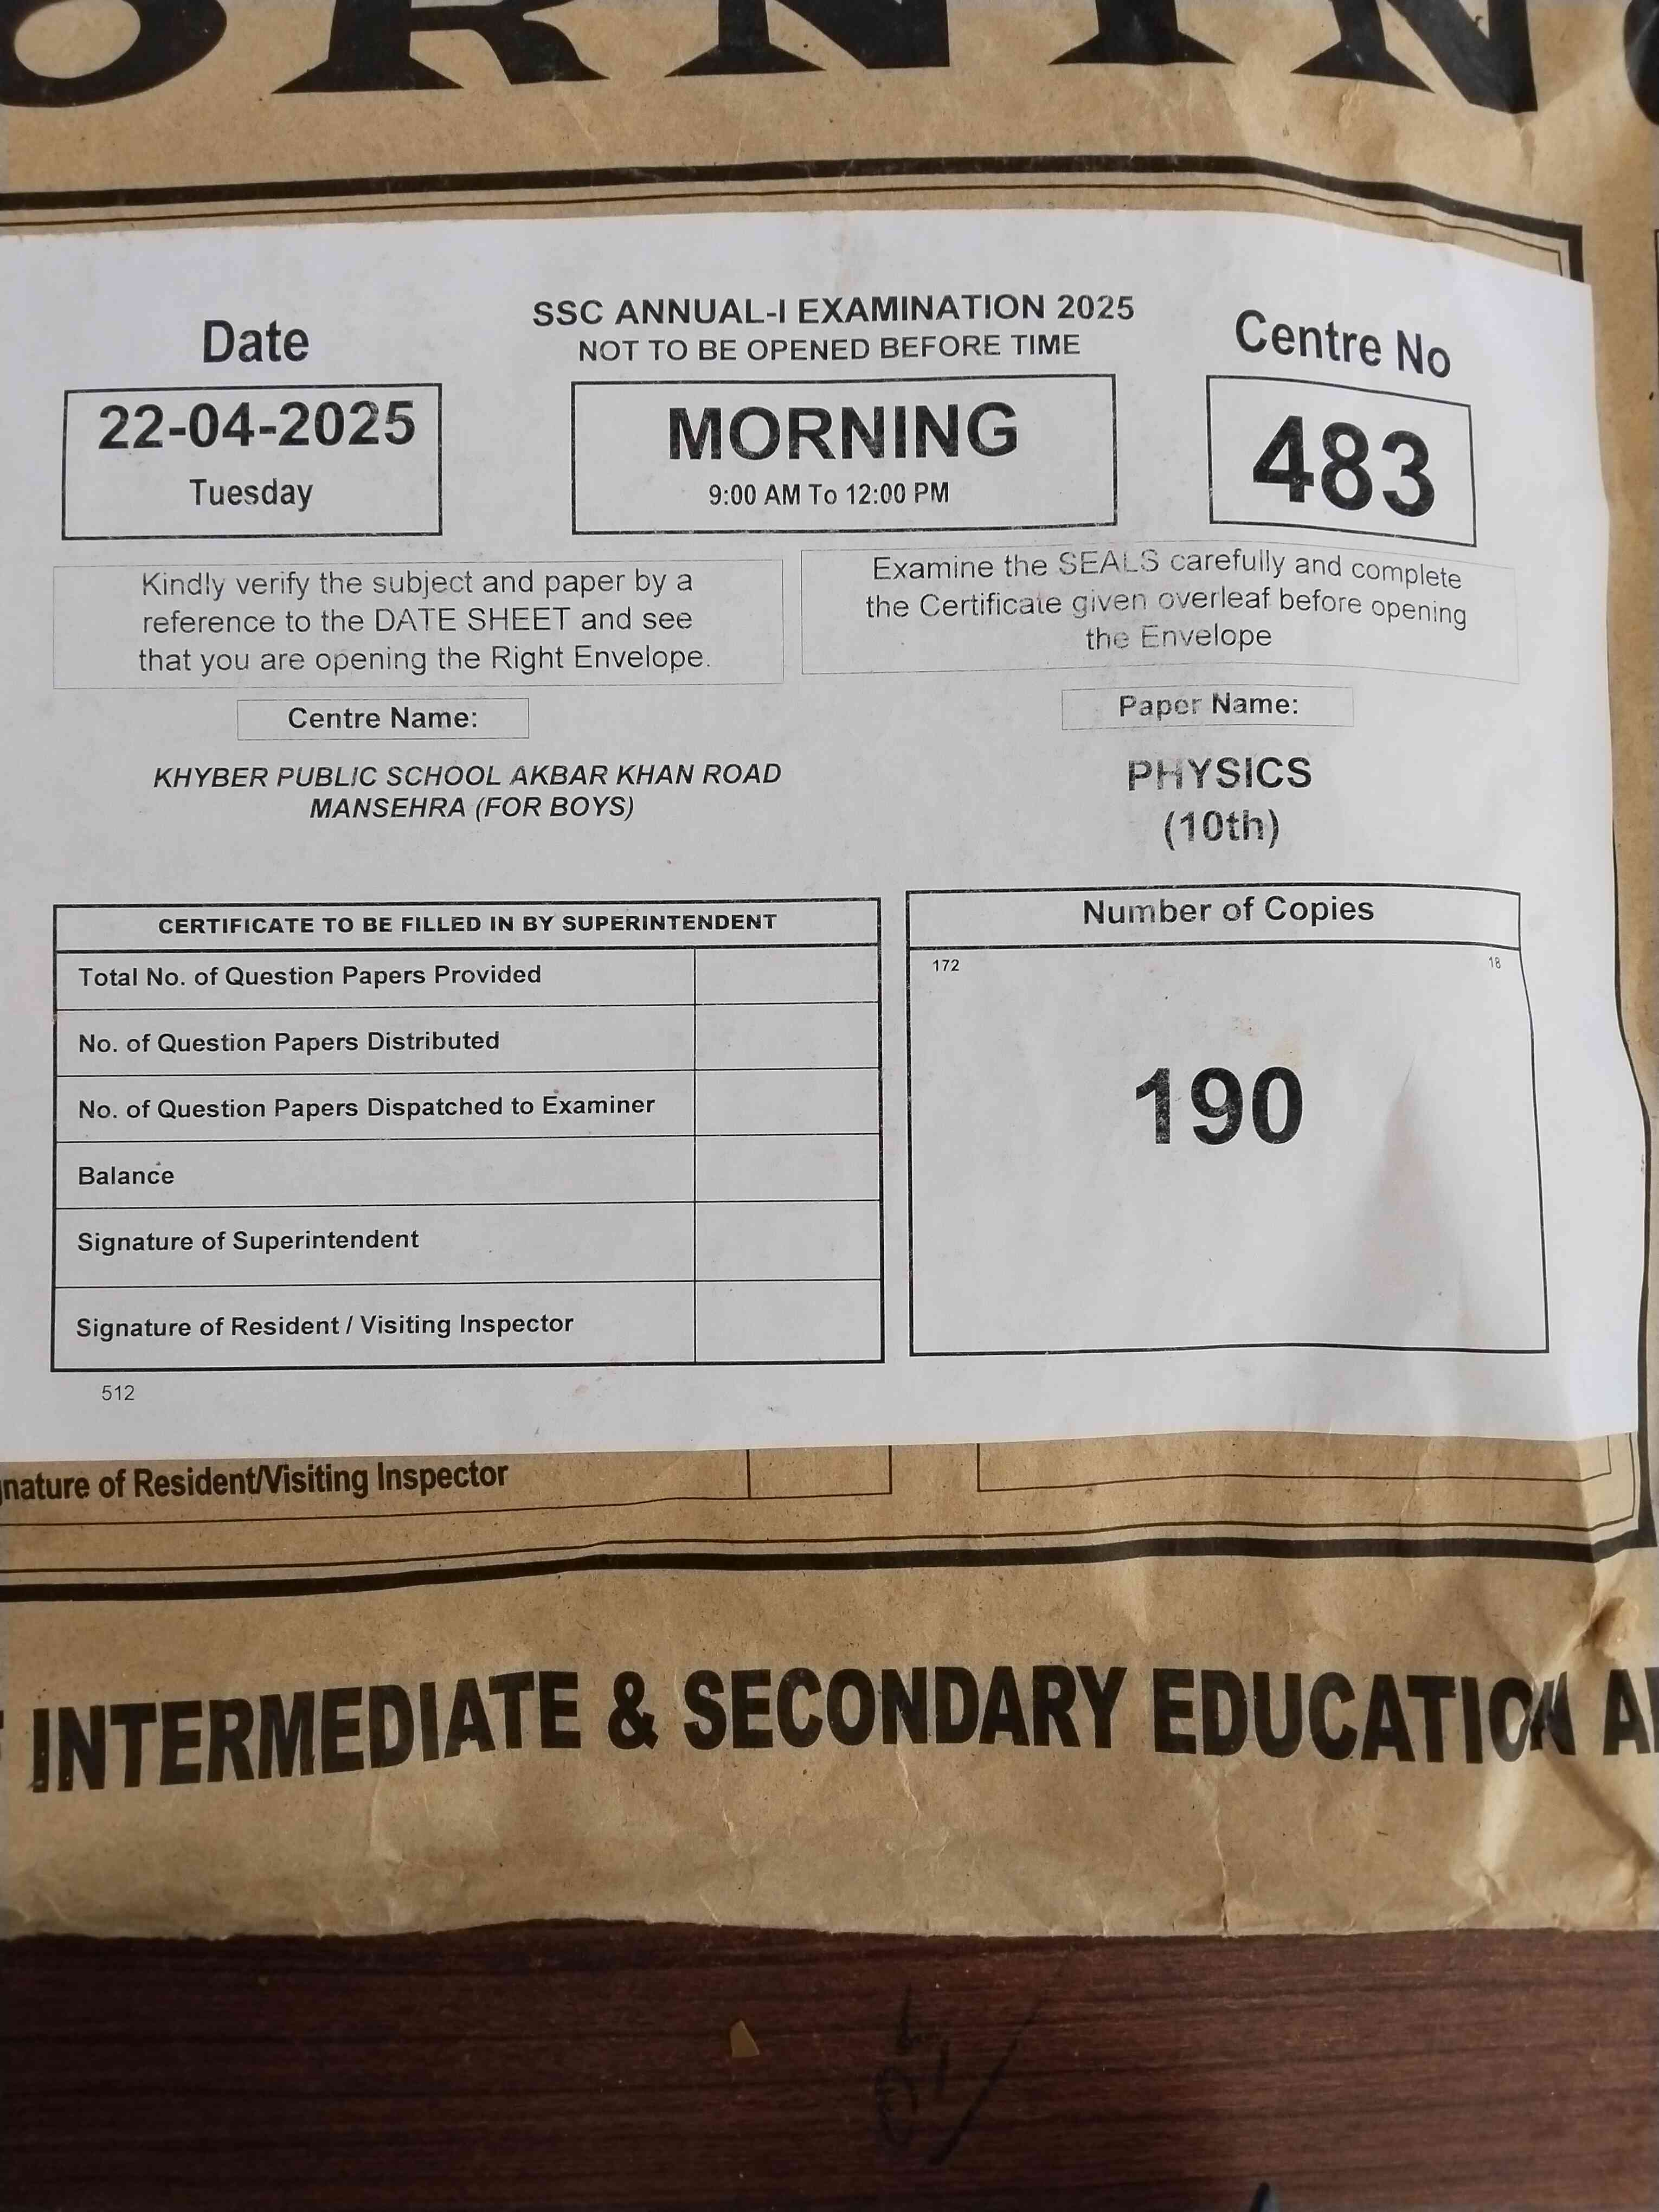 SSC ANNUAL-I EXAMINATION 2025
NOT TO BE OPENED BEFORE TIME
Date
22-04-2025
Tuesday
MORNING
9:00 AM To 12:00 PM
Centre No
483
Kindly verify the subject and paper by a
reference to the DATE SHEET and see
that you are opening the Right Envelope.
Examine the SEALS carefully and complete
the Certificate given overleaf before opening
the Envelope
Centre Name:
KHYBER PUBLIC SCHOOL AKBAR KHAN ROAD
MANSEHRA (FOR BOYS)
Paper Name:
PHYSICS
(10th)
CERTIFICATE TO BE FILLED IN BY SUPERINTENDENT
Total No. of Question Papers Provided
No. of Question Papers Distributed
No. of Question Papers Dispatched to Examiner
Balance
Signature of Superintendent
Signature of Resident / Visiting Inspector
Number of Copies
172 18
190
512
nature of Resident/Visiting Inspector
INTERMEDIATE & SECONDARY EDUCATION